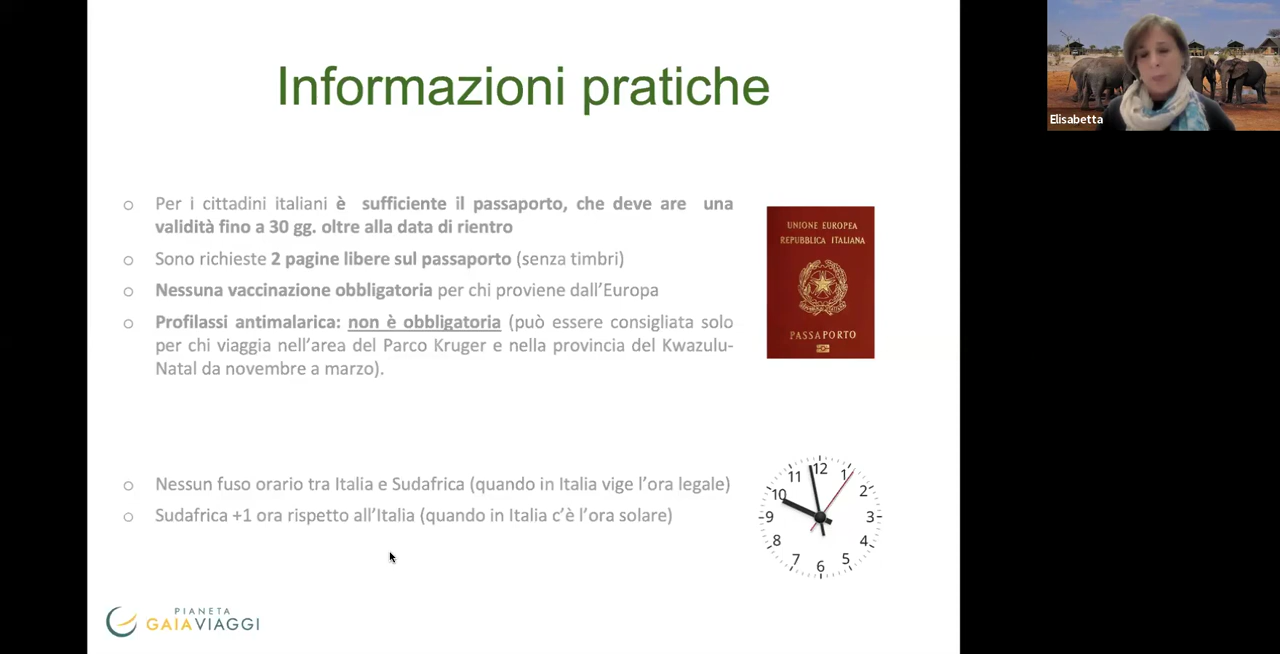 Informazioni pratiche
Elisabetta
Per i cittadini italiani è sufficiente il passaporto, che deve are una
validità fino a 30 gg. oltre alla data di rientro
Sono richieste 2 pagine libere sul passaporto (senza timbri)
Nessuna vaccinazione obbligatoria per chi proviene dall'Europa
Profilassi antimalarica: non è obbligatoria (può essere consigliata solo
per chi viaggia nell'area del Parco Kruger e nella provincia del Kwazulu-
Natal da novembre a marzo).
UNIONE EUROPEA
REPUBBLICA ITALIANA
PASSAPORTO
Nessun fuso orario tra Italia e Sudafrica (quando in Italia vige l'ora legale)
Sudafrica +1 ora rispetto all'Italia (quando in Italia c'è l'ora solare)
12
1
2
3
4
5
6
7
8
9
10
11
PIANETA
GAIAVIAGGI